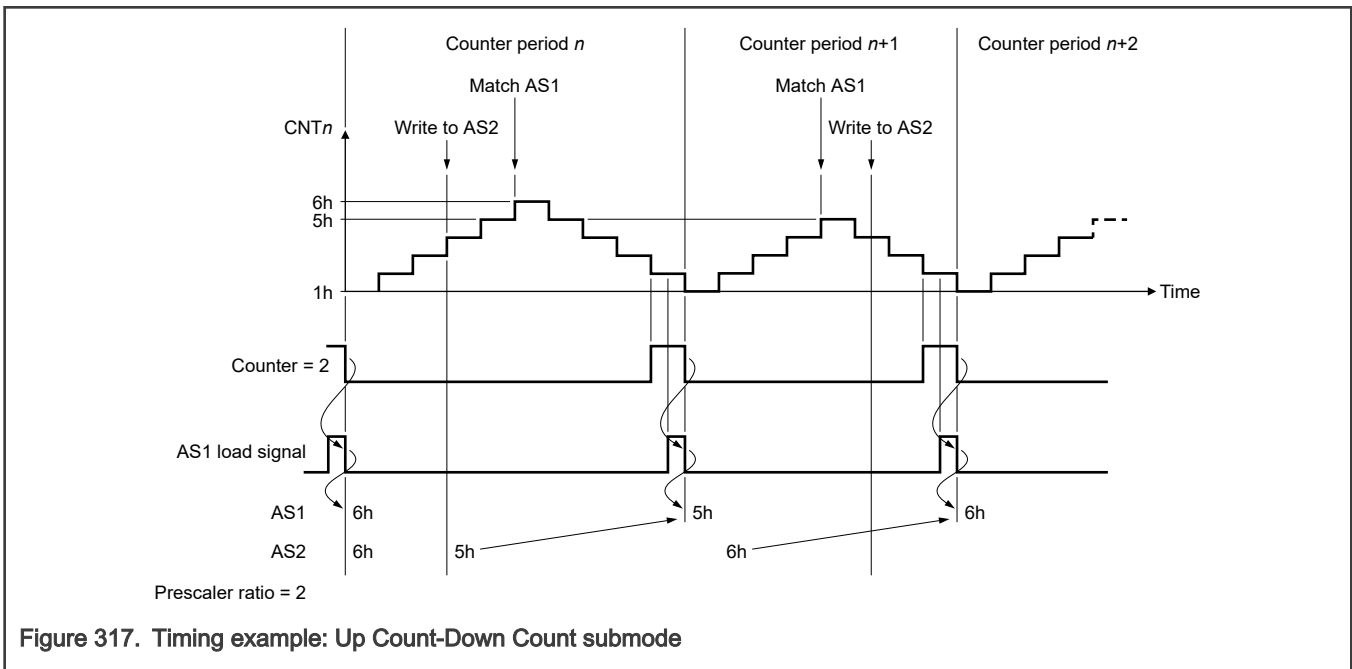 Counter period n
Counter period n+1
Counter period n+2
Match AS1
Match AS1
CNTn
Write to AS2
Write to AS2
6h
5h
1h
Time
Counter = 2
AS1 load signal
AS1
6h
5h
6h
AS2
6h
5h
6h
Prescaler ratio = 2
Figure 317. Timing example: Up Count-Down Count submode